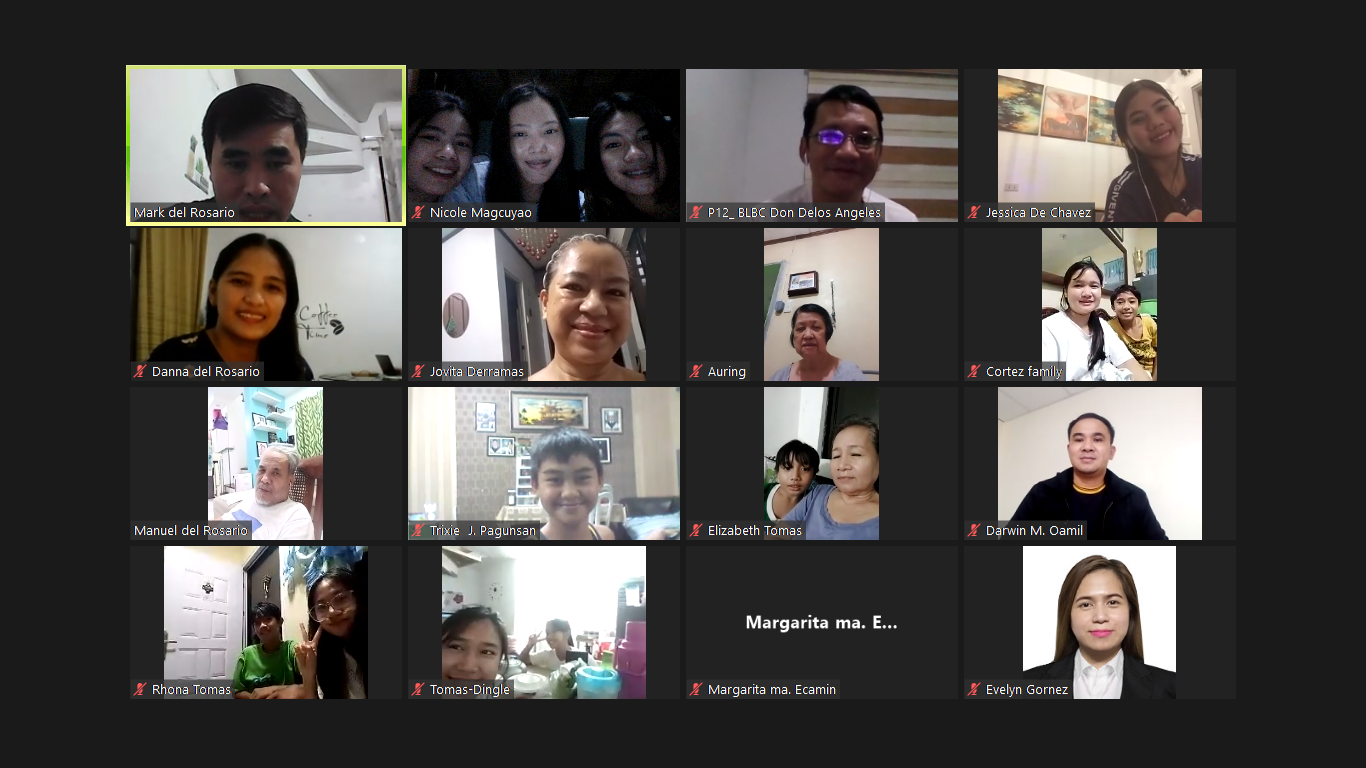 Mark del Rosario
Nicole Magcuyao
P12_ BLBC Don Delos Angeles
Jessica De Chavez
GIVENC
Danna del Rosario
Coffee
Time
Jovita Derramas
Auring
Cortez family
Manuel del Rosario
Trixie J. Pagunsan
Elizabeth Tomas
Darwin M. Oamil
Rhona Tomas
Tomas-Dingle
Margarita ma. E...
Margarita ma. Ecamin
Evelyn Gornez